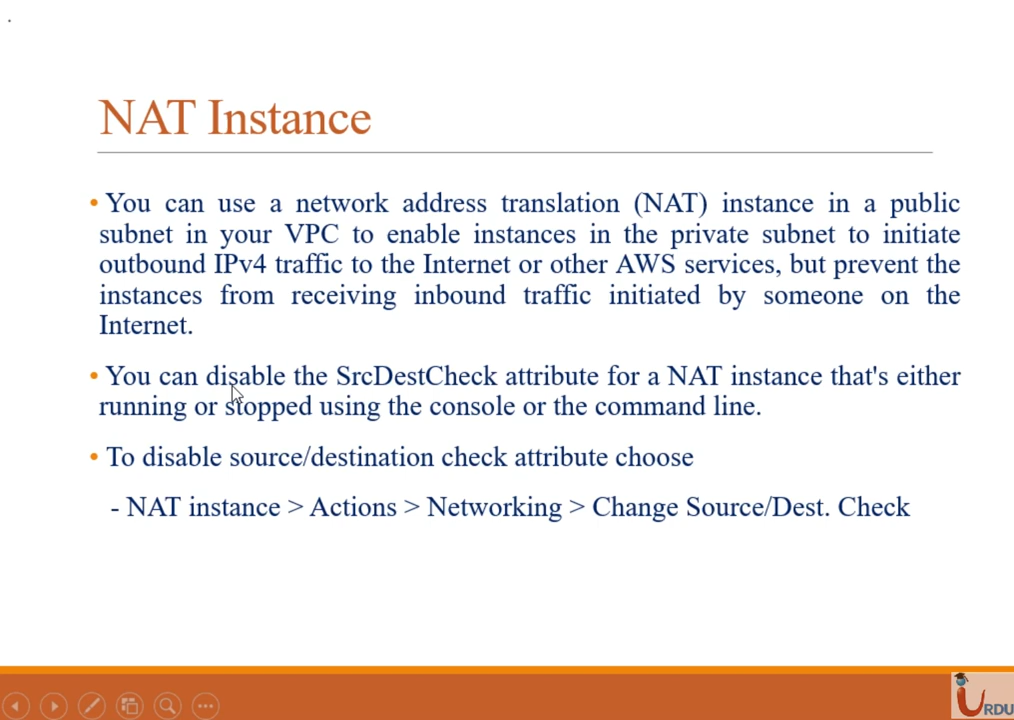 NAT Instance
• You can use a network address translation (NAT) instance in a public
subnet in your VPC to enable instances in the private subnet to initiate
outbound IPv4 traffic to the Internet or other AWS services, but prevent the
instances from receiving inbound traffic initiated by someone on the
Internet.
• You can disable the SrcDestCheck attribute for a NAT instance that's either
running or stopped using the console or the command line.
• To disable source/destination check attribute choose
- NAT instance > Actions > Networking > Change Source/Dest. Check
URDU